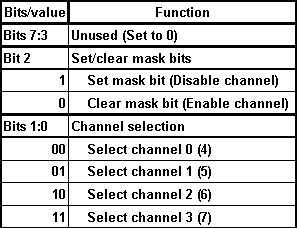 Bits/value Function
Bits 7:3 Unused (Set to 0)
Bit 2 Set/clear mask bits
1 Set mask bit (Disable channel)
0 Clear mask bit (Enable channel)
Bits 1:0 Channel selection
00 Select channel 0 (4)
01 Select channel 1 (5)
10 Select channel 2 (6)
11 Select channel 3 (7)